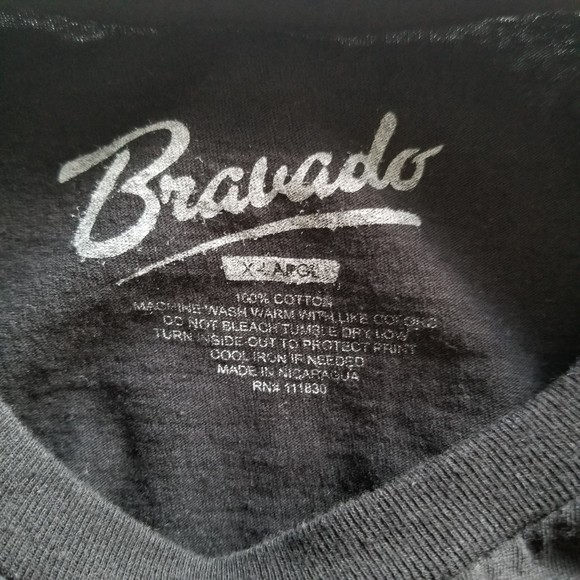 Bravado
X-LARGE
100% COTTON
MACHINE WASH WARM WITH LIKE COLORS
DO NOT BLEACH TUMBLE DRY LOW
TURN INSIDE-OUT TO PROTECT PRINT
COOL IRON IF NEEDED
MADE IN NICARAGUA
RN# 111830